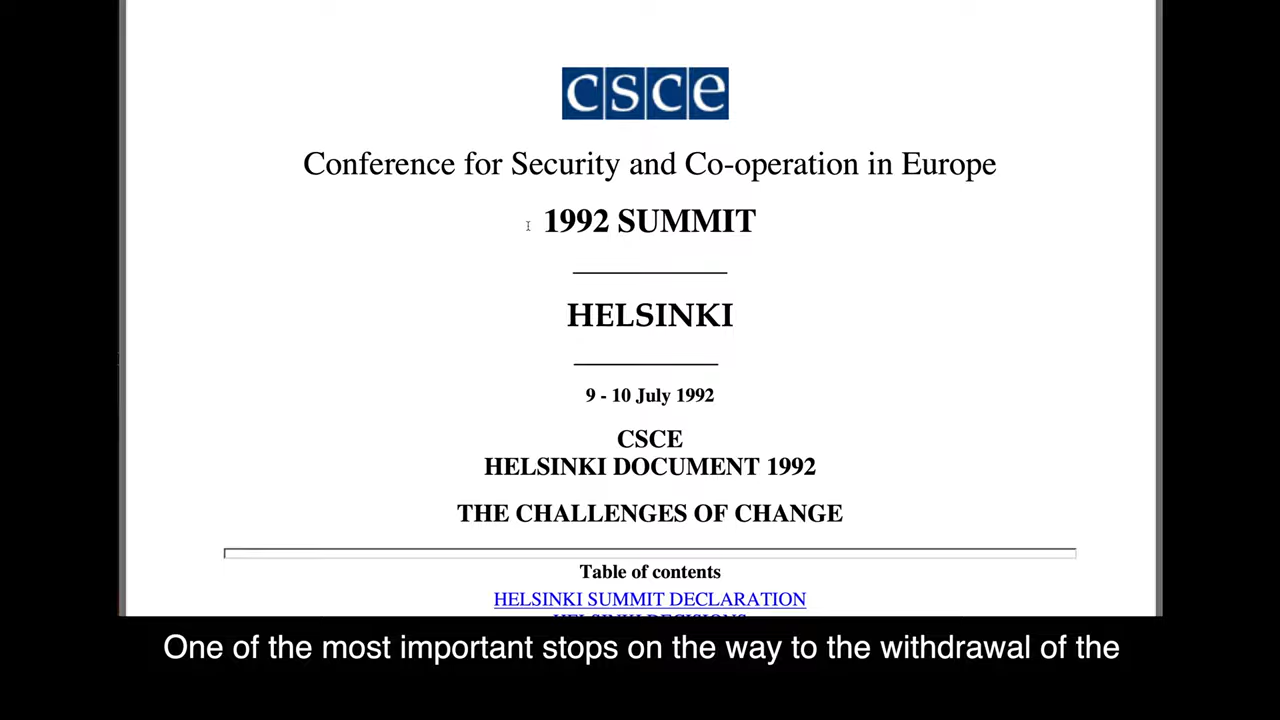 csce
Conference for Security and Co-operation in Europe
1992 SUMMIT
HELSINKI
9 - 10 July 1992
CSCE
HELSINKI DOCUMENT 1992
THE CHALLENGES OF CHANGE
Table of contents
HELSINKI SUMMIT DECLARATION
HELSINKI DECISIONS
One of the most important stops on the way to the withdrawal of the